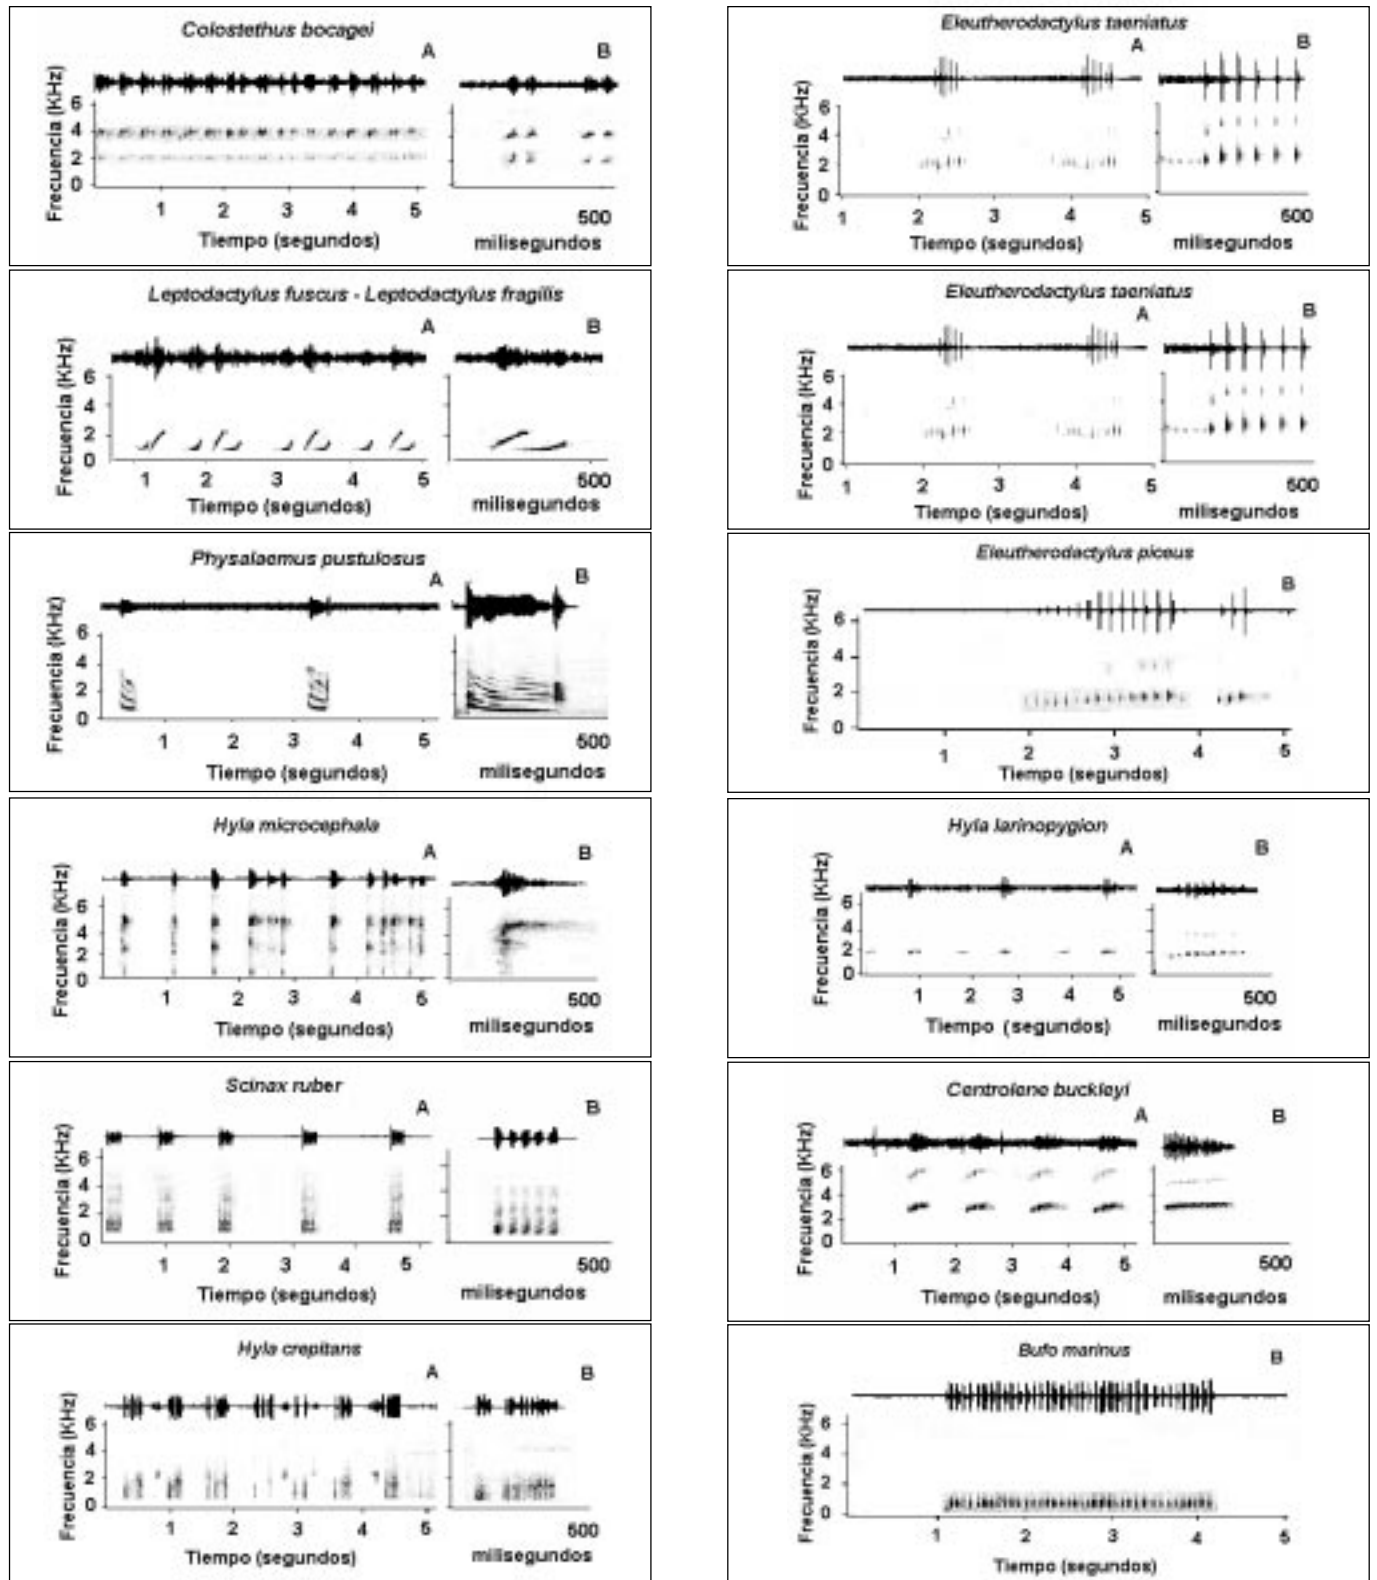 Colostethus bocagei
A
B
Frecuencia (KHz)
6
4
2
0
1 2 3 4 5
500
Tiempo (segundos)
milisegundos
Leptodactylus fuscus - Leptodactylus fragilis
A
B
Frecuencia (KHz)
6
4
2
0
1 2 3 4 5
500
Tiempo (segundos)
milisegundos
Physalaemus pustulosus
A
B
Frecuencia (KHz)
6
4
2
0
1 2 3 4 5
500
Tiempo (segundos)
milisegundos
Hyla microcephala
A
B
Frecuencia (KHz)
6
4
2
0
1 2 3 4 5
500
Tiempo (segundos)
milisegundos
Scinax ruber
A
B
Frecuencia (KHz)
6
4
2
0
1 2 3 4 5
500
Tiempo (segundos)
milisegundos
Hyla crepitans
A
B
Frecuencia (KHz)
6
4
2
0
1 2 3 4 5
500
Tiempo (segundos)
milisegundos
Eleutherodactylus taeniatus
A
B
Frecuencia (KHz)
6
4
2
0
1 2 3 4 5
500
Tiempo (segundos)
milisegundos
Eleutherodactylus taeniatus
A
B
Frecuencia (KHz)
6
4
2
0
1 2 3 4 5
500
Tiempo (segundos)
milisegundos
Eleutherodactylus piceus
B
Frecuencia (KHz)
6
4
2
0
1 2 3 4 5
Tiempo (segundos)
Hyla larinopygion
A
B
Frecuencia (KHz)
6
4
2
0
1 2 3 4 5
500
Tiempo (segundos)
milisegundos
Centrolene buckleyi
A
B
Frecuencia (KHz)
6
4
2
0
1 2 3 4 5
500
Tiempo (segundos)
milisegundos
Bufo marinus
B
Frecuencia (KHz)
6
4
2
0
1 2 3 4 5
Tiempo (segundos)